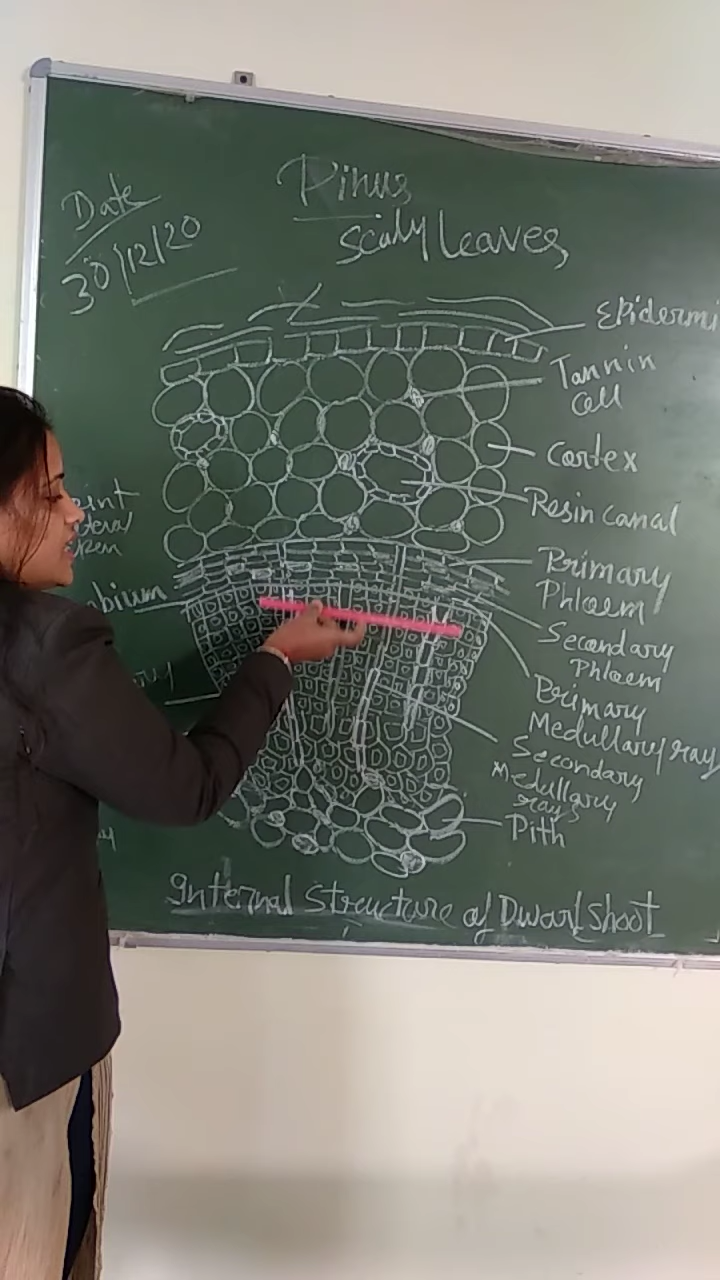 Pinus
Scaly Leaves
Date
30/12/20
Epidermi
Tannin
Cell
Cortex
Resin Canal
Primary
Phloem
Secondary
Phloem
Primary
Medullary ray
Secondary
Medullary
rays
Pith
bium
Internal Structure of Dwarf Shoot